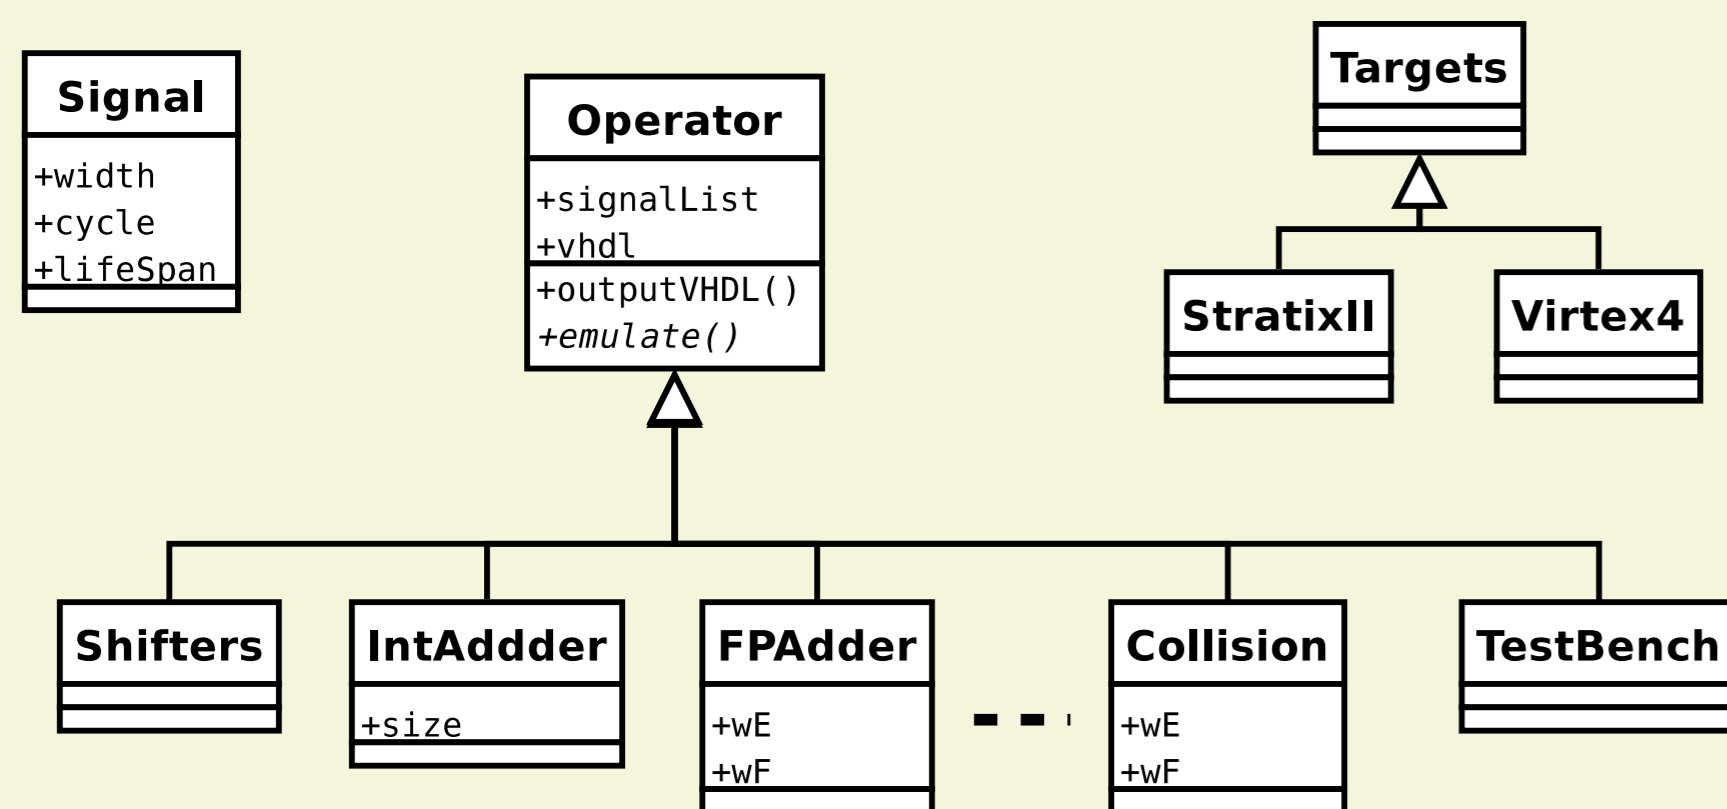 Signal
+width
+cycle
+lifeSpan
Operator
+signalList
+vhdl
+outputVHDL()
+emulate()
Targets
StratixII
Virtex4
Shifters
IntAddder
+size
FPAdder
+wE
+wF
Collision
+wE
+wF
TestBench